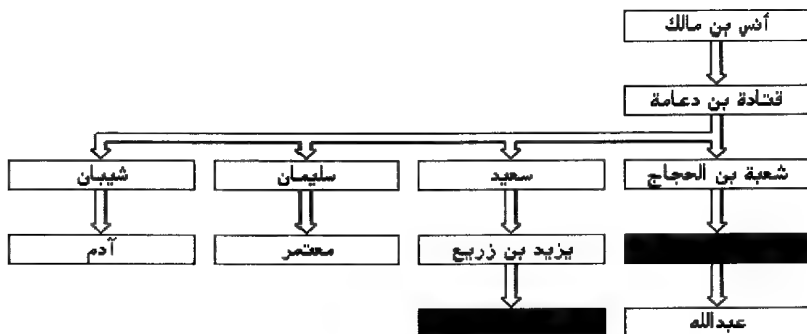 أنس بن مالك
قتادة بن دعامة
شعبة بن الحجاج
سعيد
سليمان
شيبان
يزيد بن زريع
معتمر
آدم
عبدالله